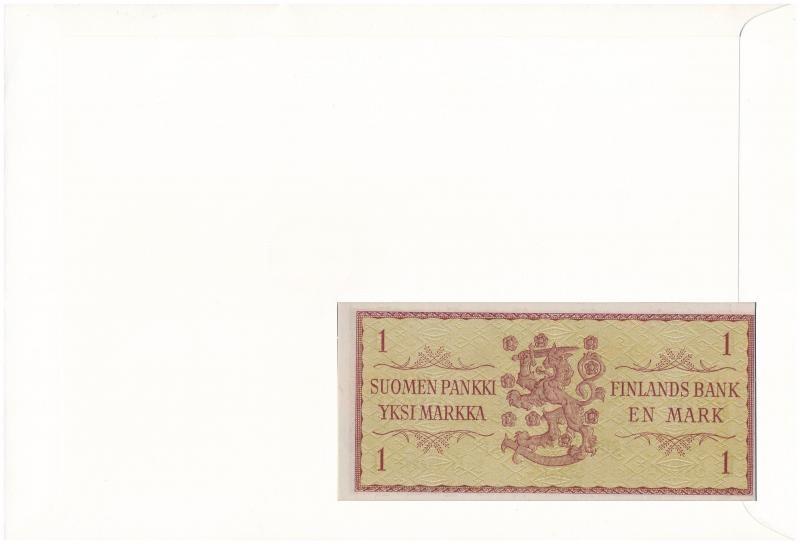 1 1
SUOMEN PANKKI FINLANDS BANK
YKSI MARKKA EN MARK
1 1